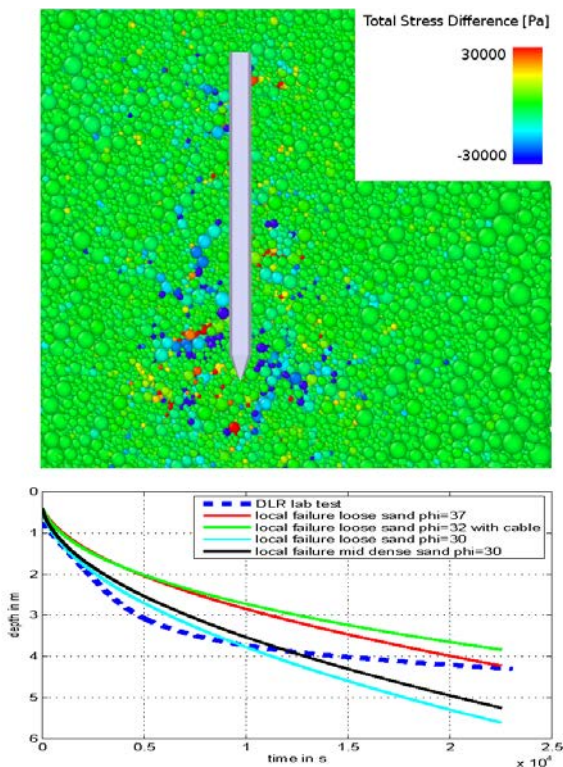 Total Stress Difference [Pa]
30000
-30000
0
1
2
3
4
5
6
depth in m
DLR lab test
local failure loose sand phi=37
local failure loose sand phi=32 with cable
local failure loose sand phi=30
local failure mid dense sand phi=30
0 0.5 1 1.5 2 2.5
time in s